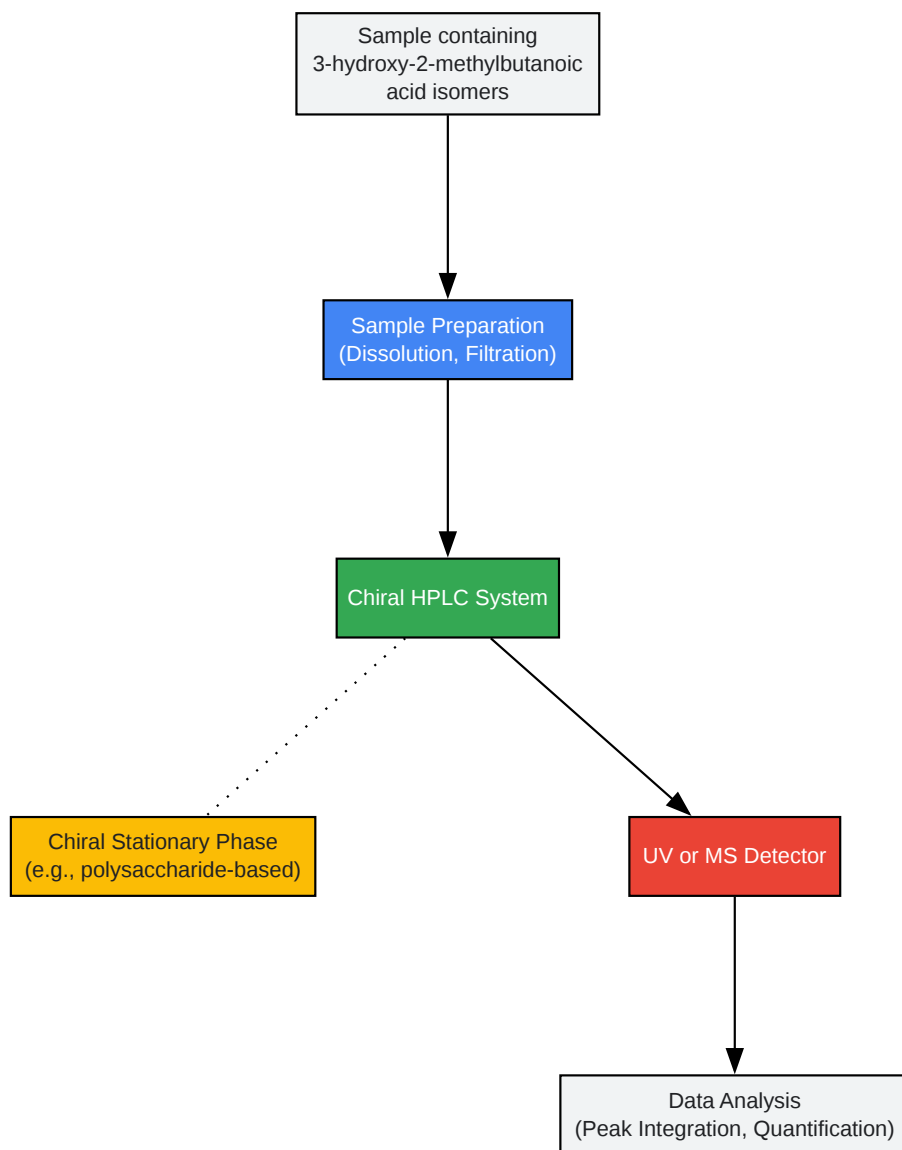 Sample containing
3-hydroxy-2-methylbutanoic
acid isomers
Sample Preparation
(Dissolution, Filtration)
Chiral HPLC System
Chiral Stationary Phase
(e.g., polysaccharide-based)
UV or MS Detector
Data Analysis
(Peak Integration, Quantification)